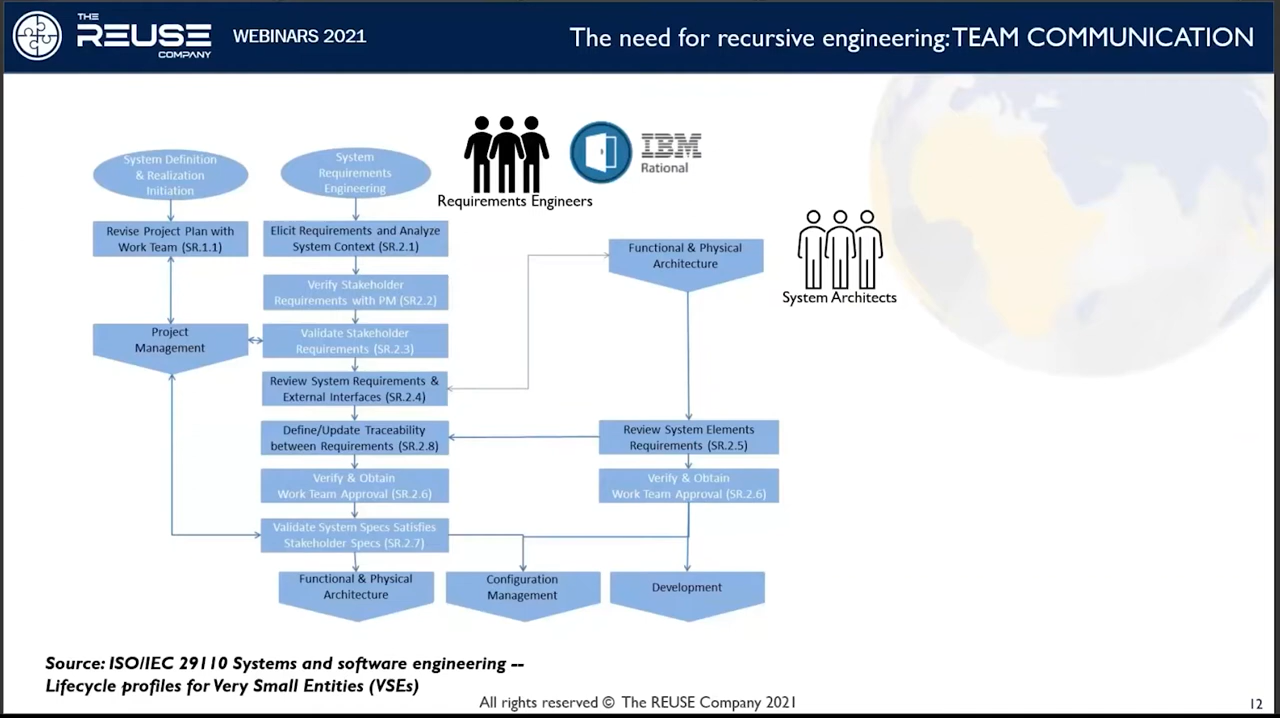 THE
REUSE
COMPANY
WEBINARS 2021
The need for recursive engineering:TEAM COMMUNICATION
IBM
Rational
Requirements Engineers
System Architects
System Definition
& Realization
Initiation
System
Requirements
Engineering
Revise Project Plan with
Work Team (SR.1.1)
Elicit Requirements and Analyze
System Context (SR.2.1)
Functional & Physical
Architecture
Verify Stakeholder
Requirements with PM (SR2.2)
Project
Management
Validate Stakeholder
Requirements (SR.2.3)
Review System Requirements &
External Interfaces (SR.2.4)
Define/Update Traceability
between Requirements (SR.2.8)
Review System Elements
Requirements (SR.2.5)
Verify & Obtain
Work Team Approval (SR.2.6)
Verify & Obtain
Work Team Approval (SR.2.6)
Validate System Specs Satisfies
Stakeholder Specs (SR.2.7)
Functional & Physical
Architecture
Configuration
Management
Development
Source: ISO/IEC 29110 Systems and software engineering --
Lifecycle profiles for Very Small Entities (VSEs)
All rights reserved © The REUSE Company 2021
12